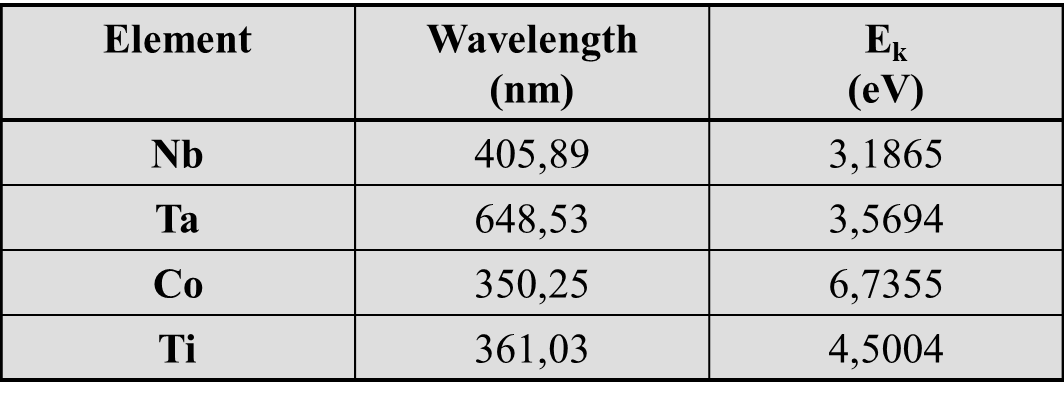 Element Wavelength (nm) Ek (eV)
Nb 405,89 3,1865
Ta 648,53 3,5694
Co 350,25 6,7355
Ti 361,03 4,5004